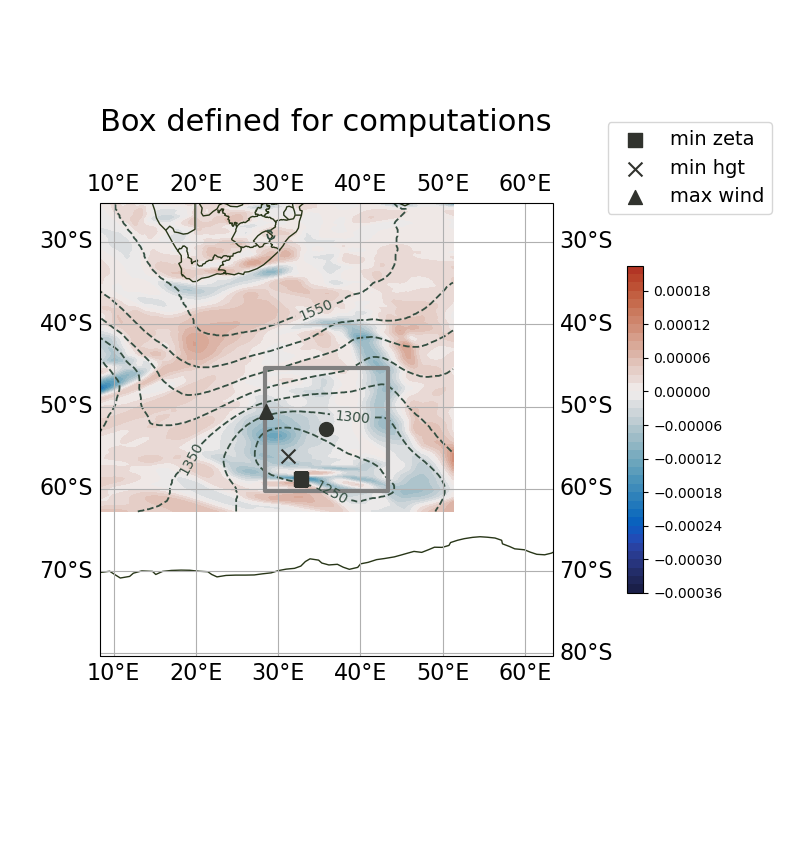 Box defined for computations
min zeta
min hgt
max wind
10°E 20°E 30°E 40°E 50°E 60°E
30°S 30°S
40°S 40°S
50°S 50°S
60°S 60°S
70°S 70°S
80°S
10°E 20°E 30°E 40°E 50°E 60°E
1550
1300
1350
1250
0.00018
0.00012
0.00006
0.00000
−0.00006
−0.00012
−0.00018
−0.00024
−0.00030
−0.00036